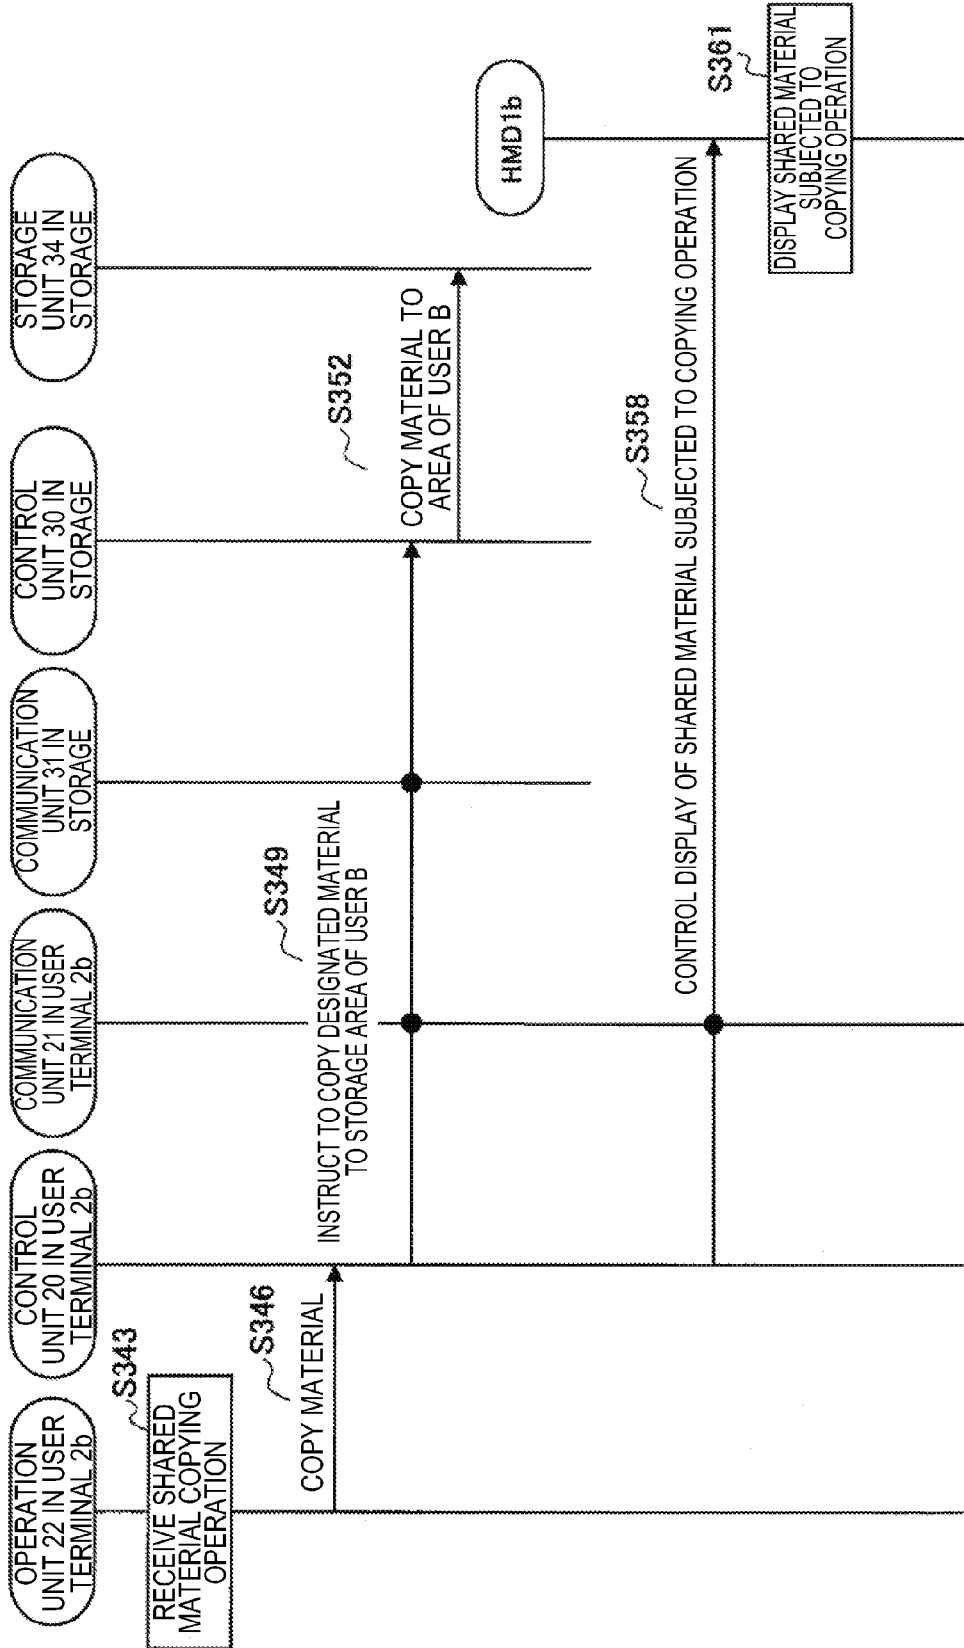 OPERATION
UNIT 22 IN USER
TERMINAL 2b
CONTROL
UNIT 20 IN USER
TERMINAL 2b
COMMUNICATION
UNIT 21 IN USER
TERMINAL 2b
COMMUNICATION
UNIT 31 IN
STORAGE
CONTROL
UNIT 30 IN
STORAGE
STORAGE
UNIT 34 IN
STORAGE
S343
RECEIVE SHARED
MATERIAL COPYING
OPERATION
S346
COPY MATERIAL
S349
INSTRUCT TO COPY DESIGNATED MATERIAL
TO STORAGE AREA OF USER B
S352
COPY MATERIAL TO
AREA OF USER B
HMD1b
S358
CONTROL DISPLAY OF SHARED MATERIAL SUBJECTED TO COPYING OPERATION
S361
DISPLAY SHARED MATERIAL
SUBJECTED TO
COPYING OPERATION